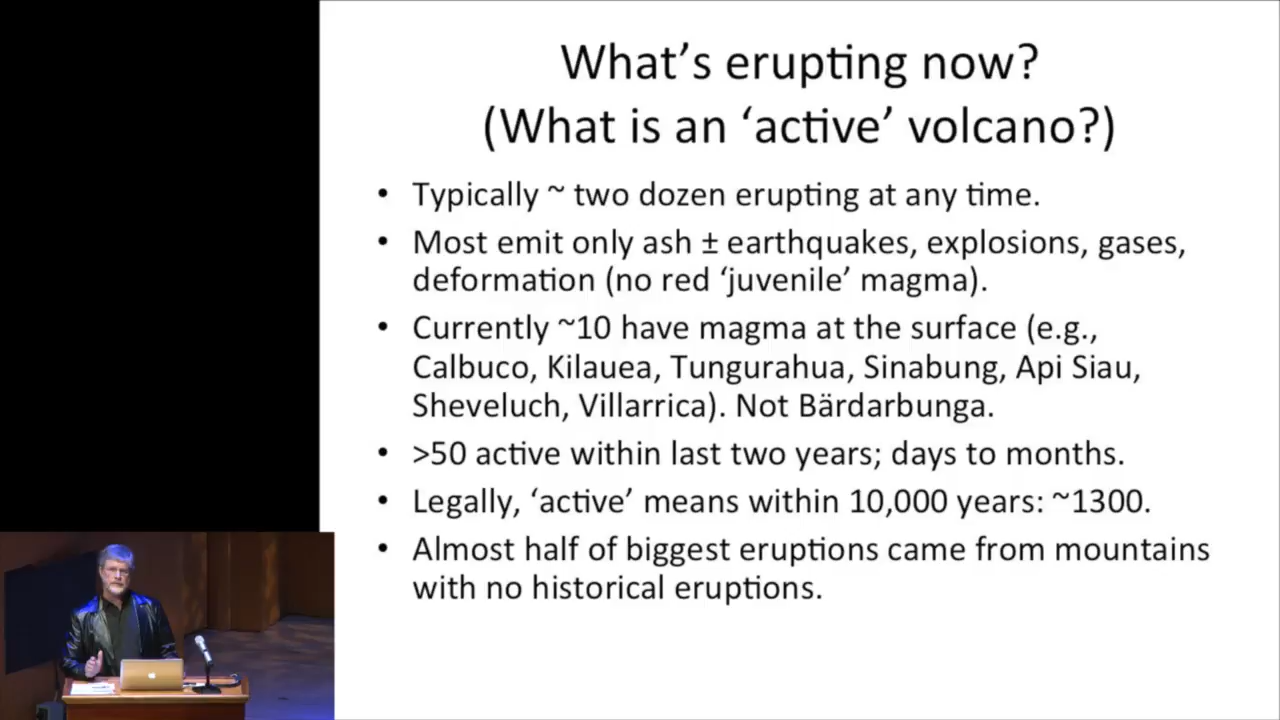 What's erupting now?
(What is an 'active' volcano?)
• Typically ~ two dozen erupting at any time.
• Most emit only ash ± earthquakes, explosions, gases,
deformation (no red 'juvenile' magma).
• Currently ~10 have magma at the surface (e.g.,
Calbuco, Kilauea, Tungurahua, Sinabung, Api Siau,
Sheveluch, Villarrica). Not Bärdarbunga.
• >50 active within last two years; days to months.
• Legally, 'active' means within 10,000 years: ~1300.
• Almost half of biggest eruptions came from mountains
with no historical eruptions.